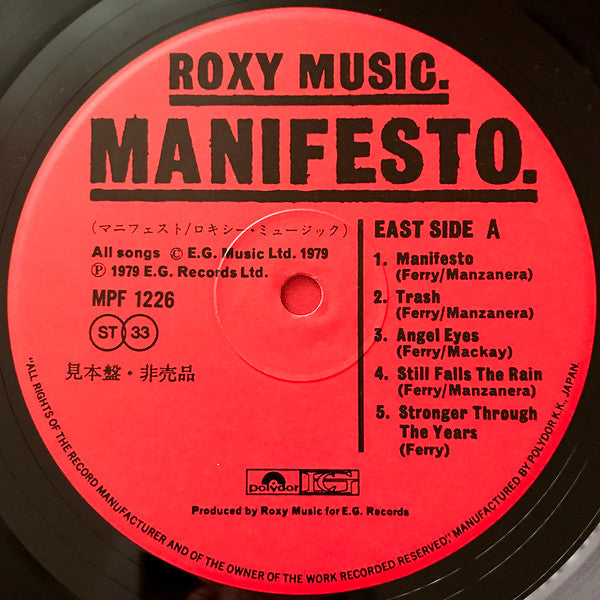 ROXY MUSIC.
MANIFESTO.
(マニフェスト/ロキシー・ミュージック)
All songs © E.G. Music Ltd. 1979
℗ 1979 E.G. Records Ltd.
MPF 1226
ST 33
見本盤・非売品
EAST SIDE A
1. Manifesto
(Ferry/Manzanera)
2. Trash
(Ferry/Manzanera)
3. Angel Eyes
(Ferry/Mackay)
4. Still Falls The Rain
(Ferry/Manzanera)
5. Stronger Through
The Years
(Ferry)
polydor EG
Produced by Roxy Music for E.G. Records
"ALL RIGHTS OF THE RECORD MANUFACTURER AND OF THE OWNER OF THE WORK RECORDED RESERVED", MANUFACTURED BY POLYDOR K.K., JAPAN.